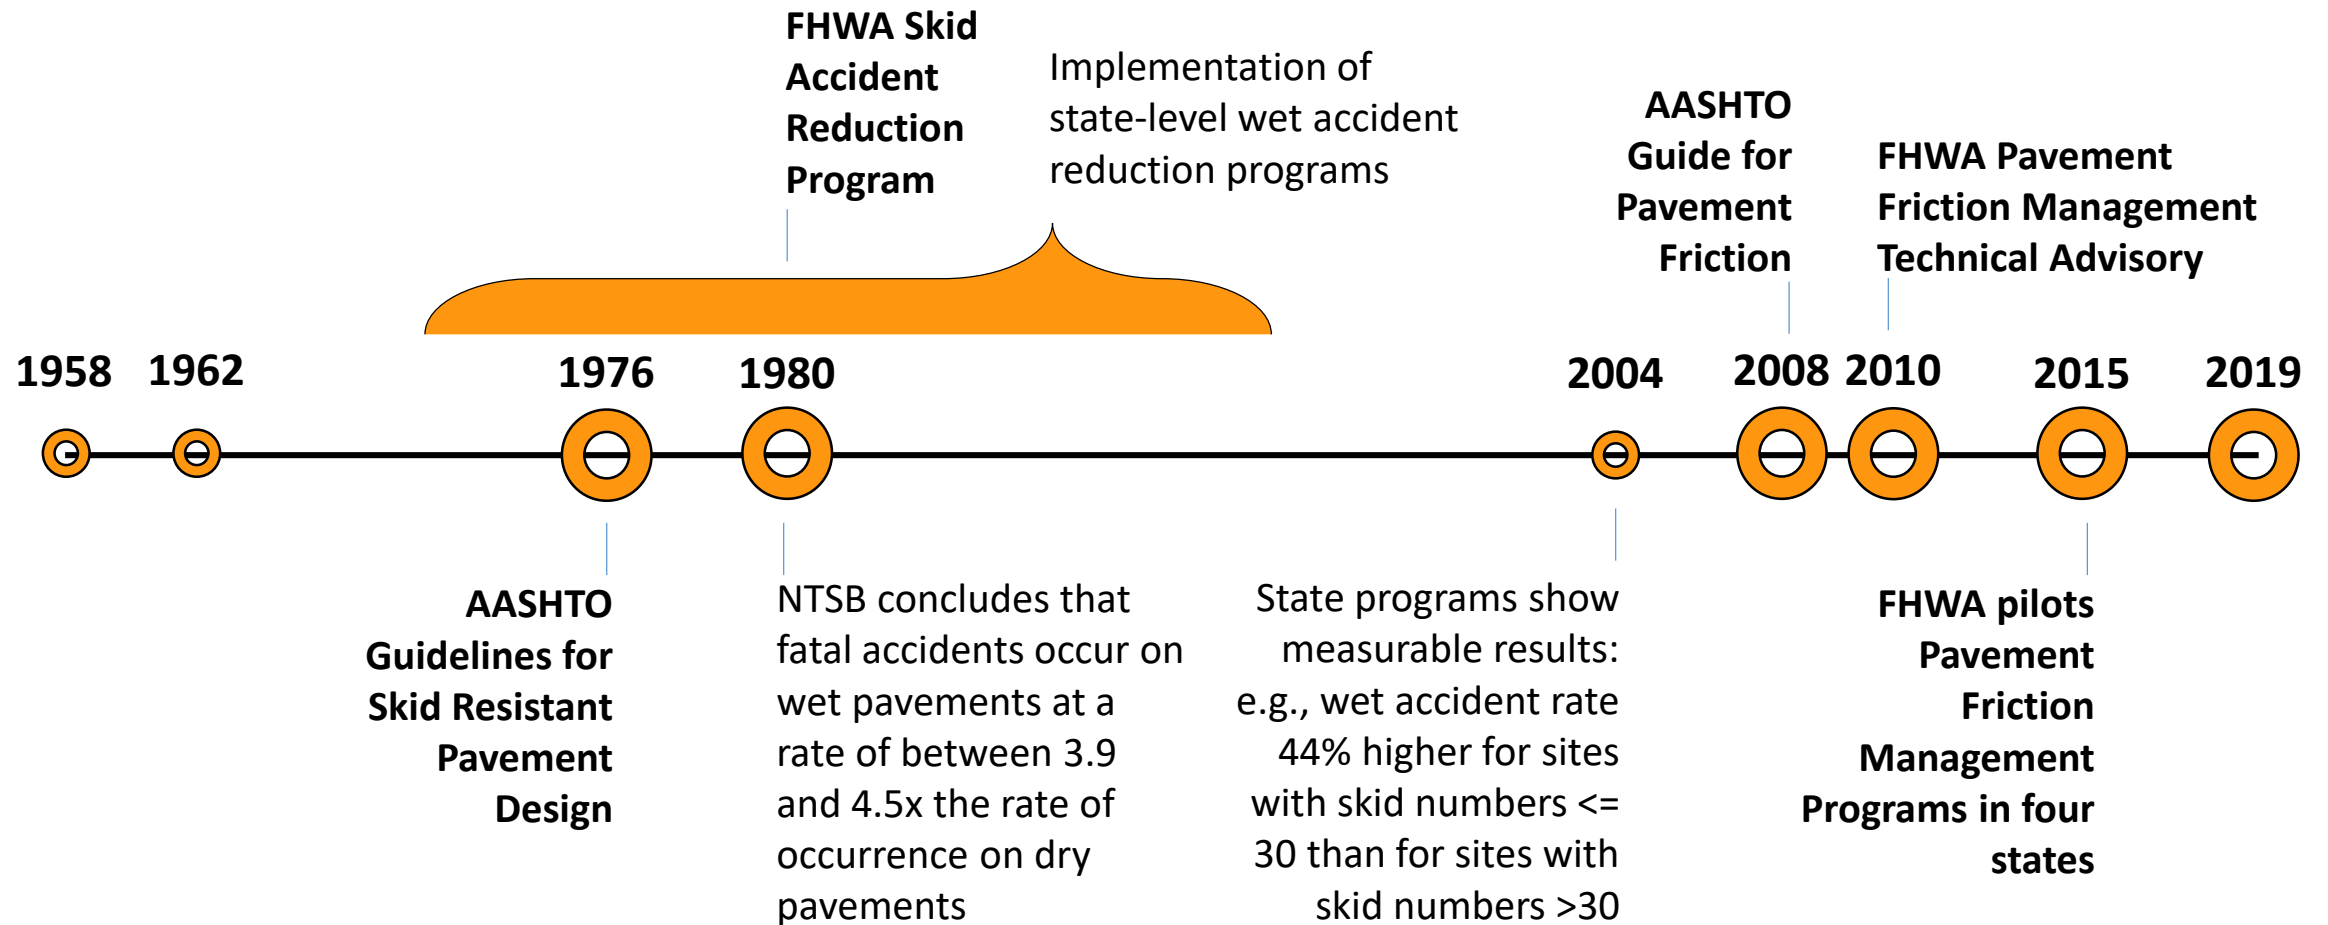 FHWA Skid
Accident
Reduction
Program
Implementation of
state-level wet accident
reduction programs
AASHTO
Guide for
Pavement
Friction
FHWA Pavement
Friction Management
Technical Advisory
1958 1962 1976 1980 2004 2008 2010 2015 2019
AASHTO
Guidelines for
Skid Resistant
Pavement
Design
NTSB concludes that
fatal accidents occur on
wet pavements at a
rate of between 3.9
and 4.5x the rate of
occurrence on dry
pavements
State programs show
measurable results:
e.g., wet accident rate
44% higher for sites
with skid numbers <=
30 than for sites with
skid numbers >30
FHWA pilots
Pavement
Friction
Management
Programs in four
states